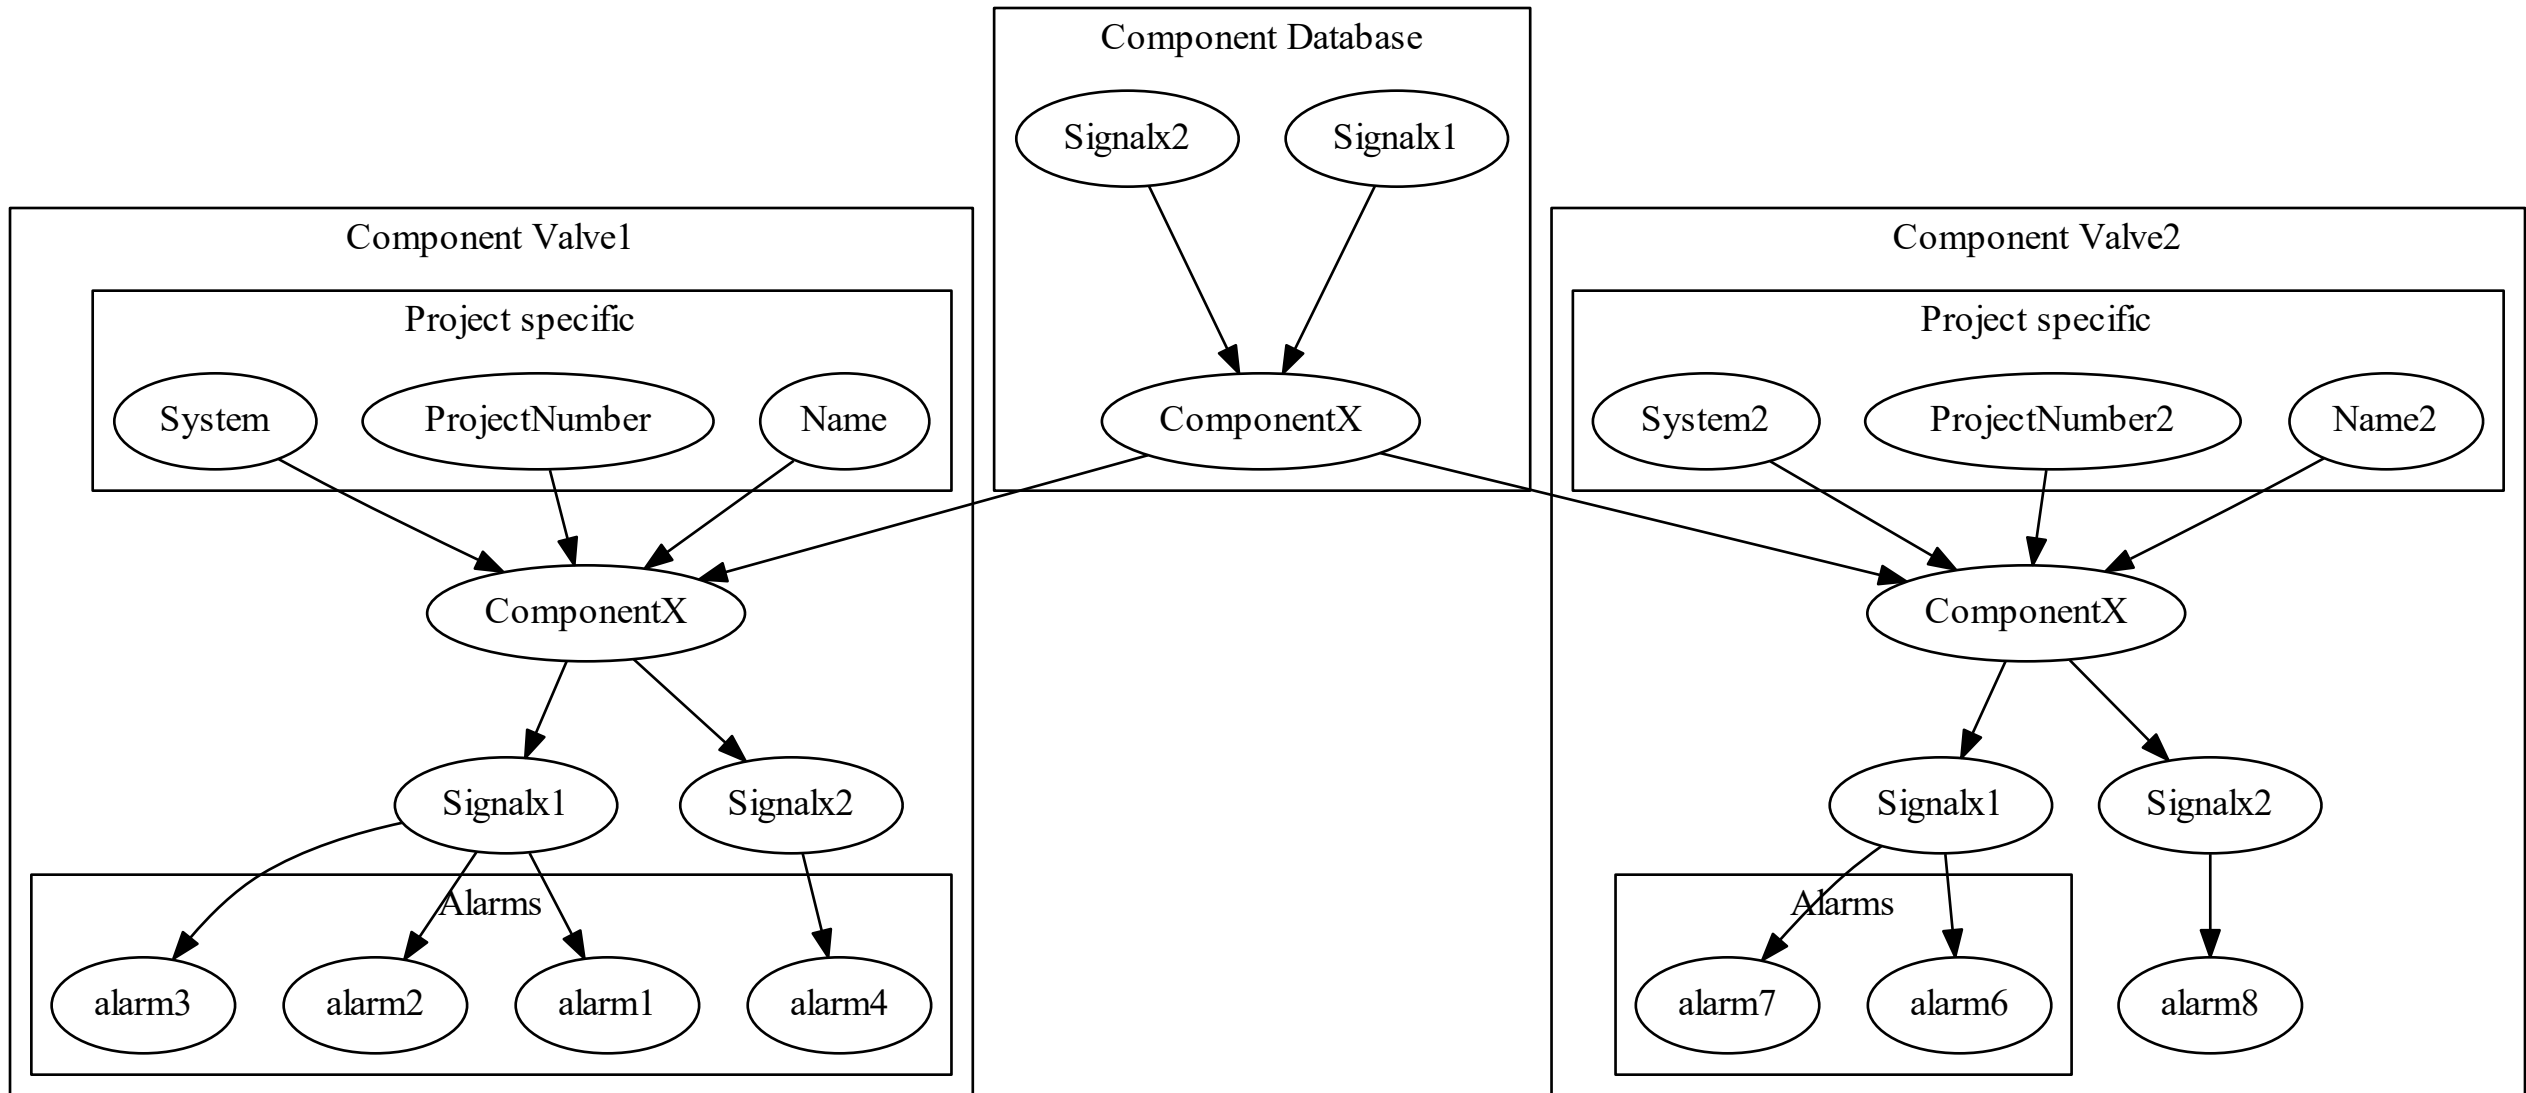 Component Database
Signalx2
Signalx1
Component Valve1
Component Valve2
Project specific
Project specific
System
ProjectNumber
Name
ComponentX
System2
ProjectNumber2
Name2
ComponentX
ComponentX
Signalx1
Signalx2
Signalx1
Signalx2
Alarms
Alarms
alarm3
alarm2
alarm1
alarm4
alarm7
alarm6
alarm8